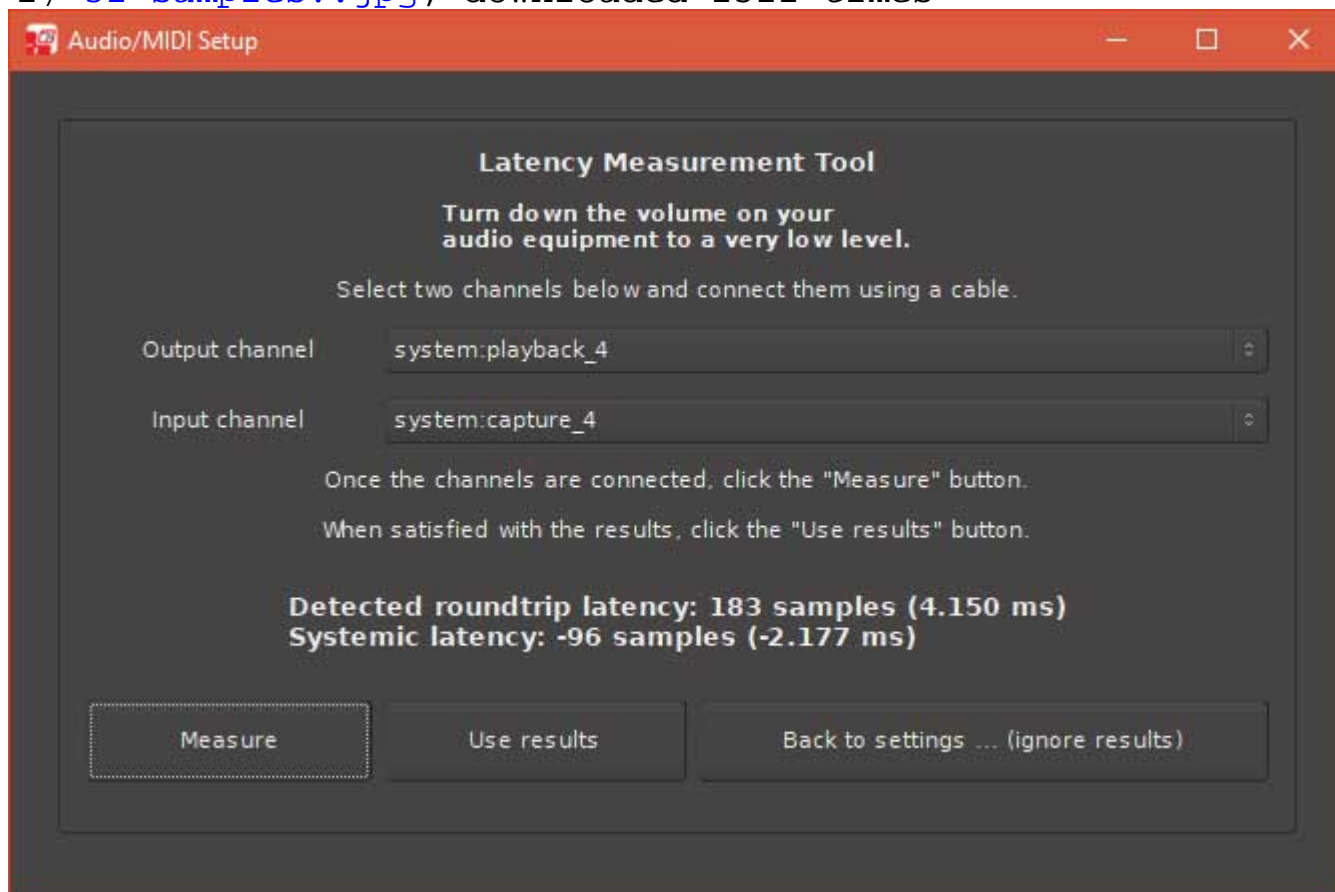 Audio/MIDI Setup
Latency Measurement Tool
Turn down the volume on your
audio equipment to a very low level.
Select two channels below and connect them using a cable.
Output channel system:playback_4
Input channel system:capture_4
Once the channels are connected, click the "Measure" button.
When satisfied with the results, click the "Use results" button.
Detected roundtrip latency: 183 samples (4.150 ms)
Systemic latency: -96 samples (-2.177 ms)
Measure Use results Back to settings ... (ignore results)